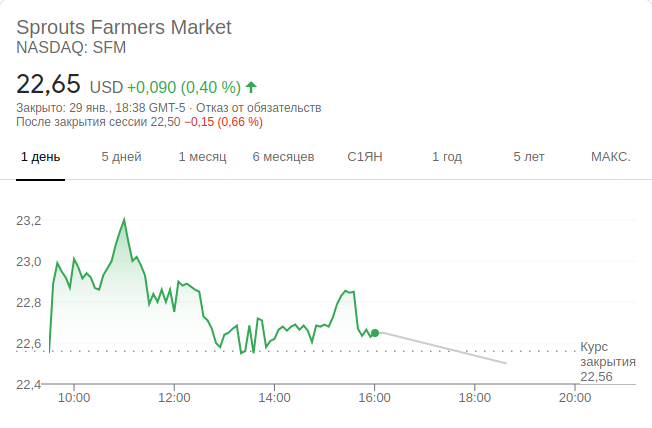 Sprouts Farmers Market
NASDAQ: SFM
22,65 USD +0,090 (0,40 %)
Закрыто: 29 янв., 18:38 GMT-5 · Отказ от обязательств
После закрытия сессии 22,50 −0,15 (0,66 %)
1 день 5 дней 1 месяц 6 месяцев С1ЯН 1 год 5 лет МАКС.
23,2
23,0
22,8
22,6
22,4
Курс
закрытия
22,56
10:00 12:00 14:00 16:00 18:00 20:00